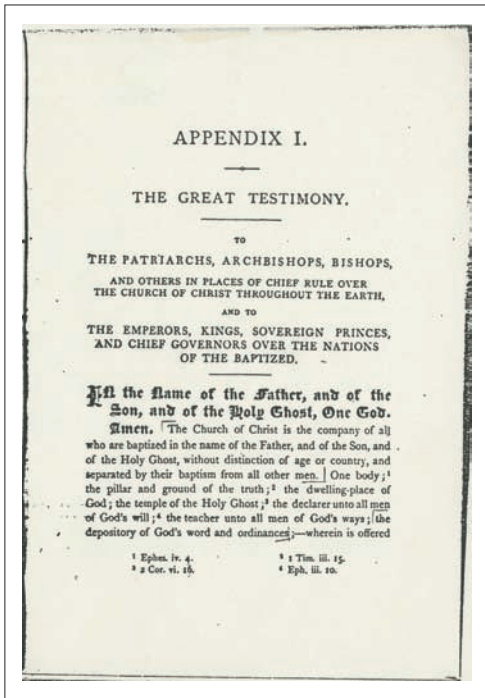 APPENDIX I.
THE GREAT TESTIMONY.
TO
THE PATRIARCHS, ARCHBISHOPS, BISHOPS,
AND OTHERS IN PLACES OF CHIEF RULE OVER
THE CHURCH OF CHRIST THROUGHOUT THE EARTH,
AND TO
THE EMPERORS, KINGS, SOVEREIGN PRINCES,
AND CHIEF GOVERNORS OVER THE NATIONS
OF THE BAPTIZED.
In the Name of the Father, and of the
Son, and of the Holy Ghost, One God.
Amen. The Church of Christ is the company of all
who are baptized in the name of the Father, and of the Son, and
of the Holy Ghost, without distinction of age or country, and
separated by their baptism from all other men. One body;¹
the pillar and ground of the truth;² the dwelling-place of
God; the temple of the Holy Ghost;³ the declarer unto all men
of God's will;⁴ the teacher unto all men of God's ways; the
depository of God's word and ordinances;—wherein is offered
¹ Ephes. iv. 4. ² 1 Tim. iii. 15.
³ 2 Cor. vi. 16. ⁴ Eph. iii. 10.